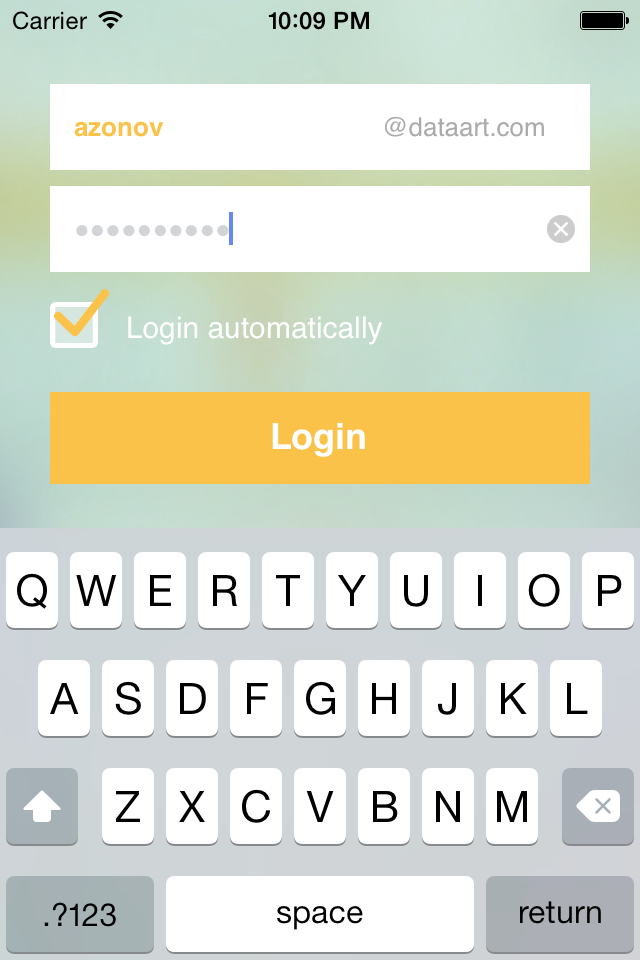 Carrier 10:09 PM
azonov @dataart.com
••••••••••
Login automatically
Login
Q W E R T Y U I O P
A S D F G H J K L
Z X C V B N M
.?123 space return